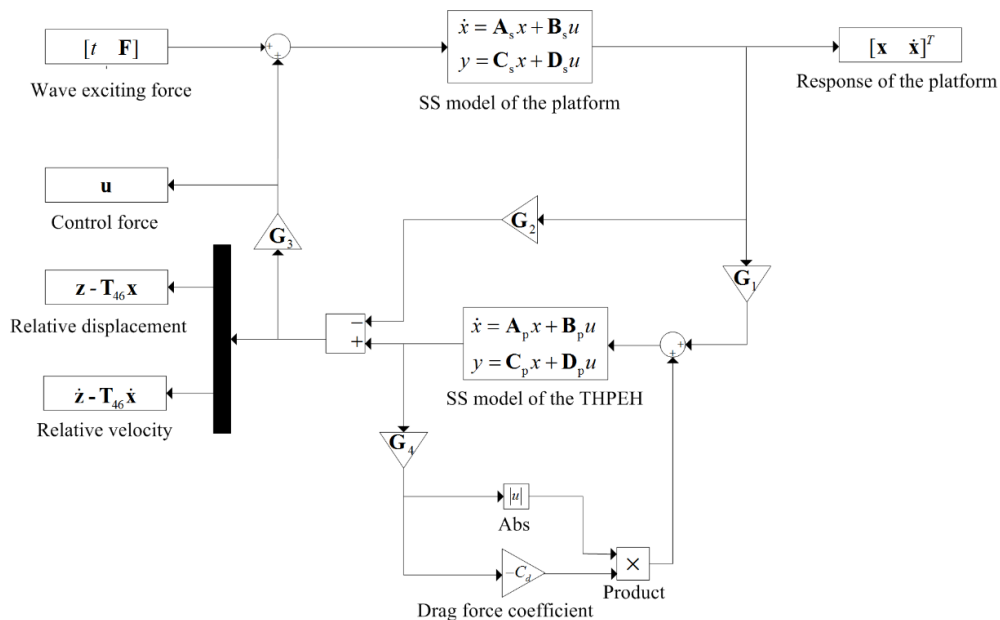 [t F]
Wave exciting force
+
+
ẋ = Aₛx + Bₛu
y = Cₛx + Dₛu
SS model of the platform
[x ẋ]ᵀ
Response of the platform
u
Control force
G₃
G₂
G₁
z - T₄₆x
Relative displacement
ż - T₄₆ẋ
Relative velocity
−
+
ẋ = Aₚx + Bₚu
y = Cₚx + Dₚu
SS model of the THPEH
+
+
G₄
|u|
Abs
−C_d
Drag force coefficient
×
Product